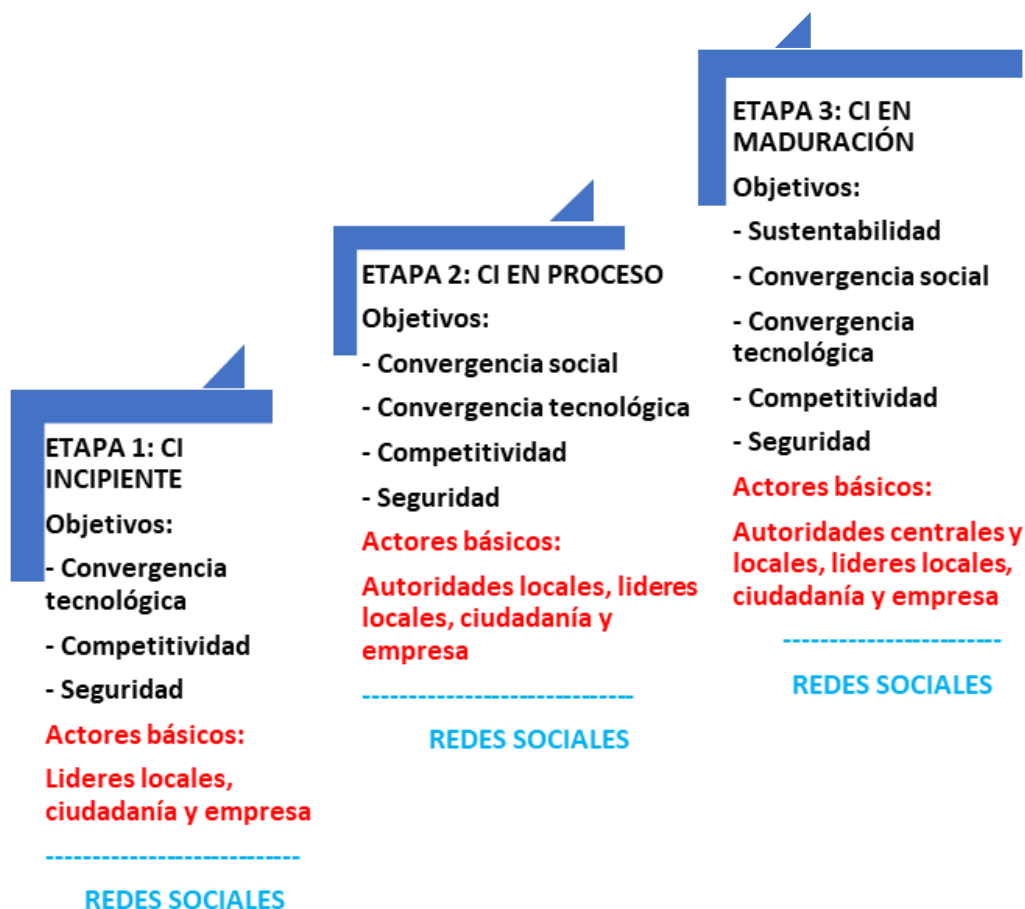 ETAPA 1: CI
INCIPIENTE
Objetivos:
- Convergencia
tecnológica
- Competitividad
- Seguridad
Actores básicos:
Lideres locales,
ciudadanía y empresa
----------------------------
REDES SOCIALES
ETAPA 2: CI EN PROCESO
Objetivos:
- Convergencia social
- Convergencia tecnológica
- Competitividad
- Seguridad
Actores básicos:
Autoridades locales, lideres
locales, ciudadanía y
empresa
------------------------------
REDES SOCIALES
ETAPA 3: CI EN
MADURACIÓN
Objetivos:
- Sustentabilidad
- Convergencia social
- Convergencia
tecnológica
- Competitividad
- Seguridad
Actores básicos:
Autoridades centrales y
locales, lideres locales,
ciudadanía y empresa
------------------------
REDES SOCIALES